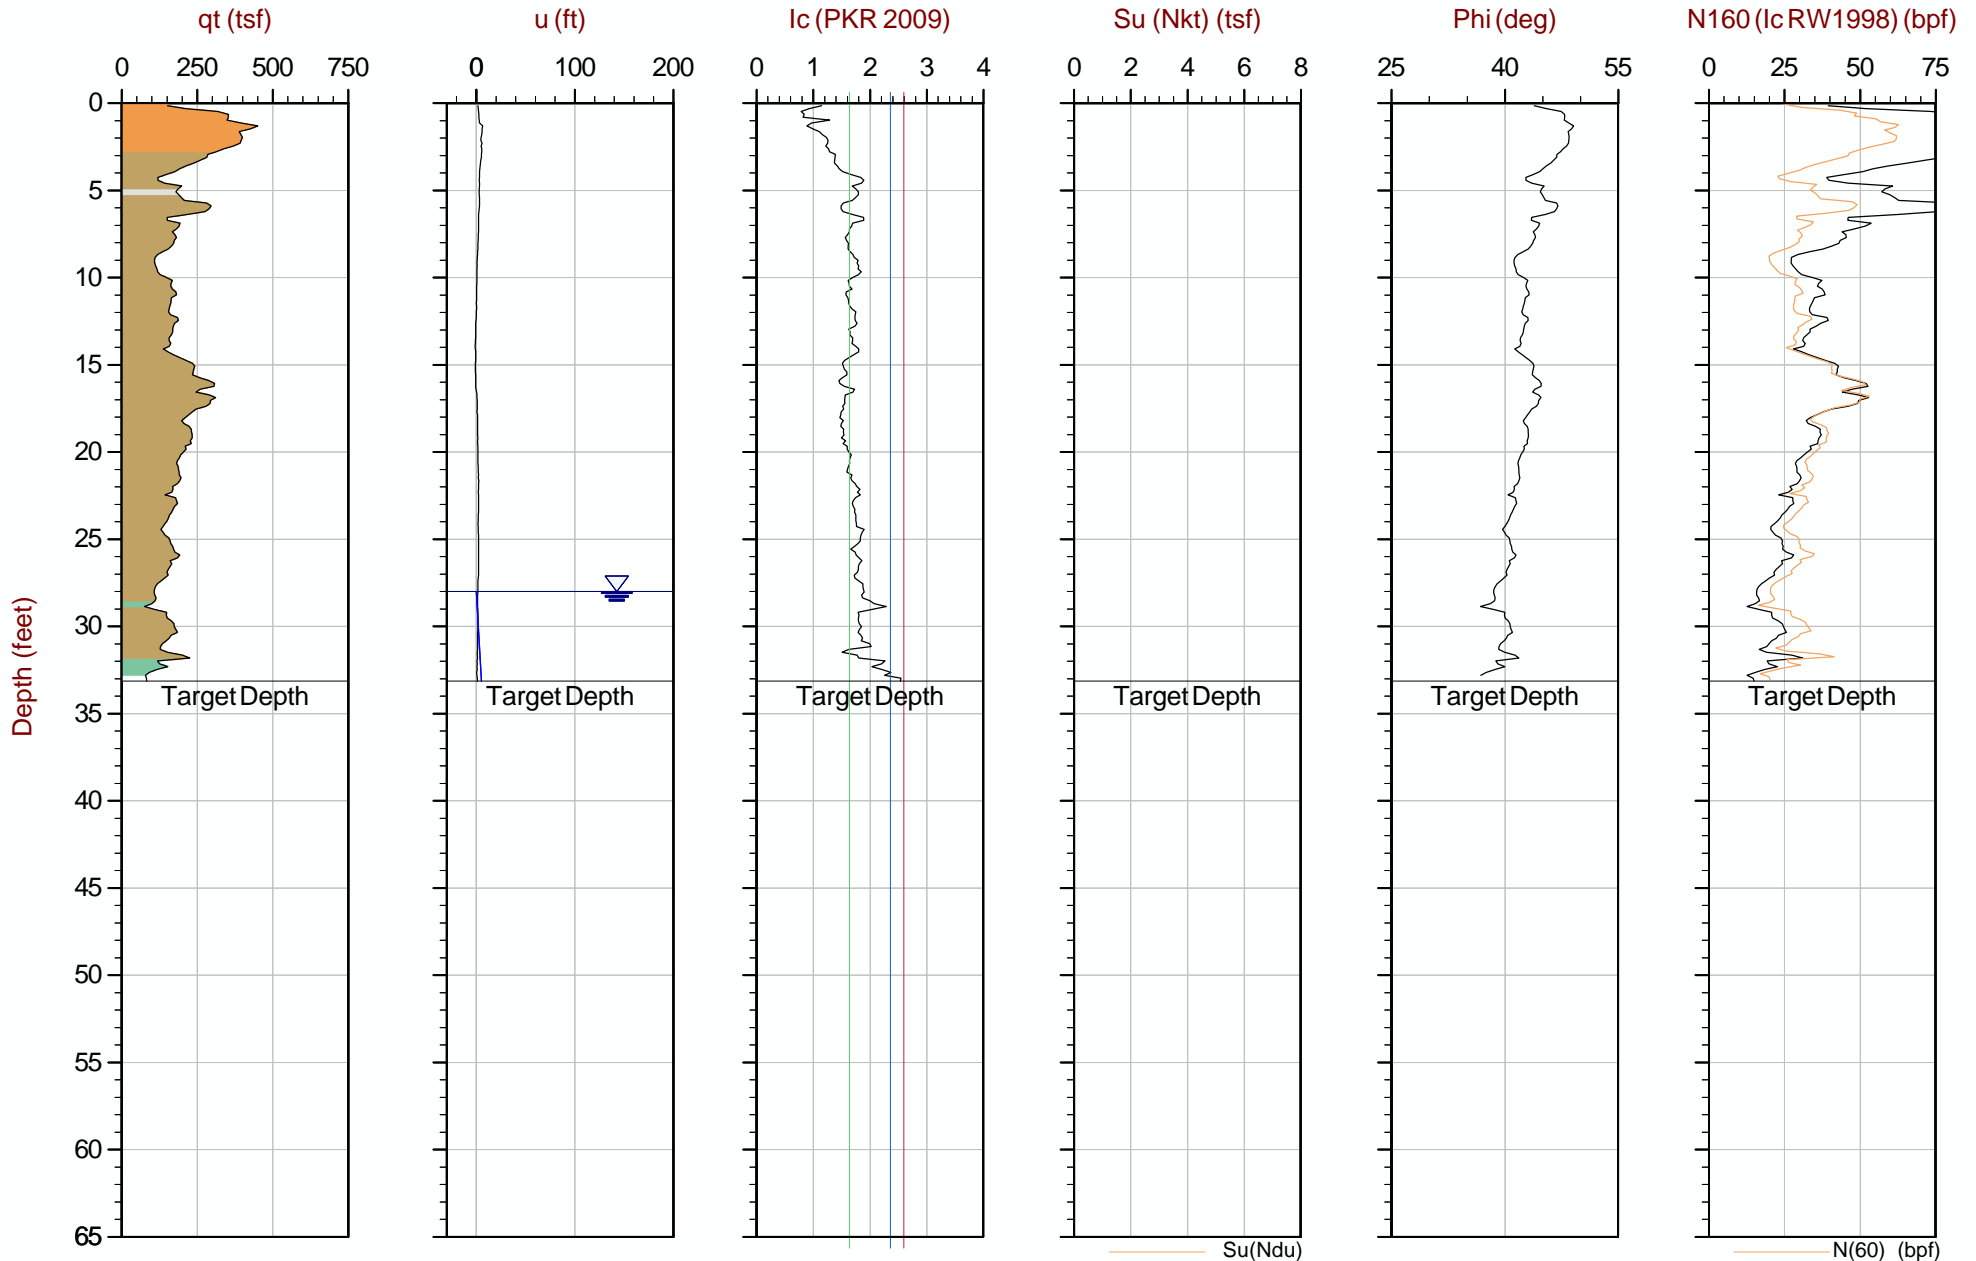 qt (tsf) u (ft) Ic (PKR 2009) Su (Nkt) (tsf) Phi (deg) N160 (Ic RW1998) (bpf)
0 250 500 750 0 100 200 0 1 2 3 4 0 2 4 6 8 25 40 55 0 25 50 75
0
5
10
15
20
25
30
Target Depth Target Depth Target Depth Target Depth Target Depth Target Depth
35
40
45
50
55
60
65
Depth (feet)
Su(Ndu) N(60) (bpf)